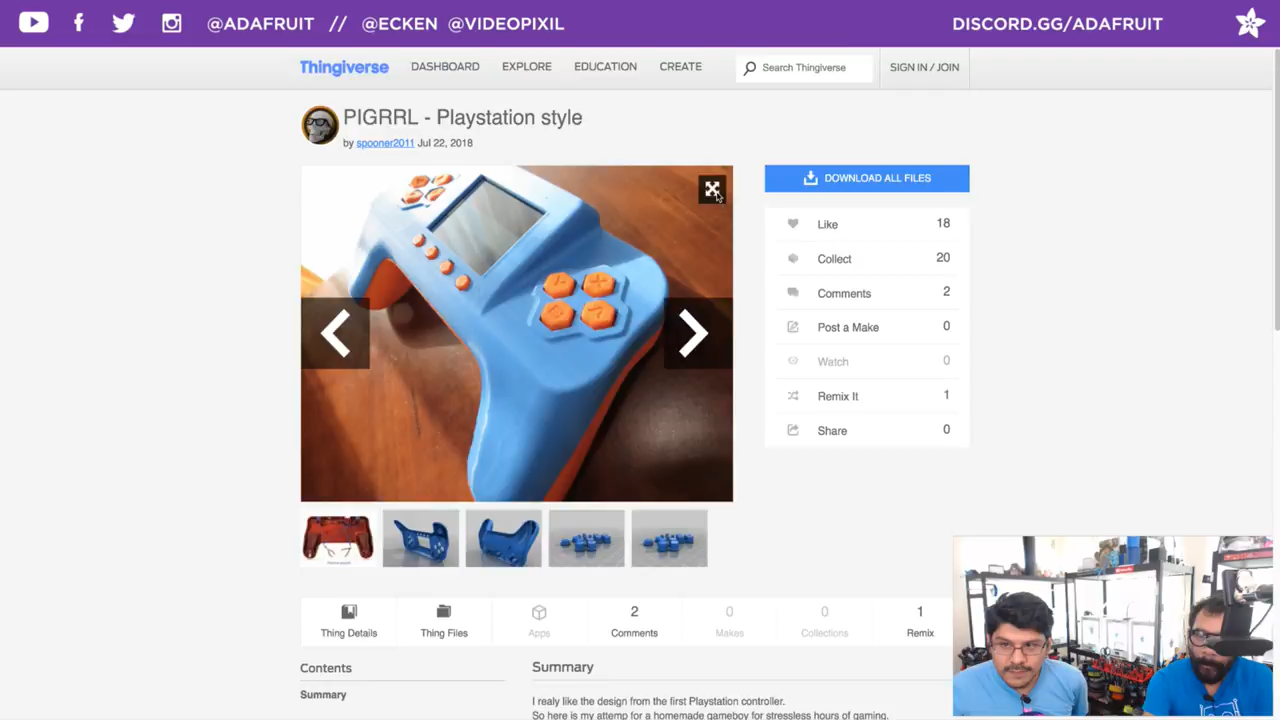 @ADAFRUIT // @ECKEN @VIDEOPIXIL
DISCORD.GG/ADAFRUIT
Thingiverse DASHBOARD EXPLORE EDUCATION CREATE Search Thingiverse SIGN IN / JOIN
PIGRRL - Playstation style
by spooner2011 Jul 22, 2018
DOWNLOAD ALL FILES
Like 18
Collect 20
Comments 2
Post a Make 0
Watch 0
Remix It 1
Share 0
2 0 0 1
Thing Details Thing Files Apps Comments Makes Collections Remix
Contents
Summary
Summary
I realy like the design from the first Playstation controller.
So here is my attemp for a homemade gameboy for stressless hours of gaming.